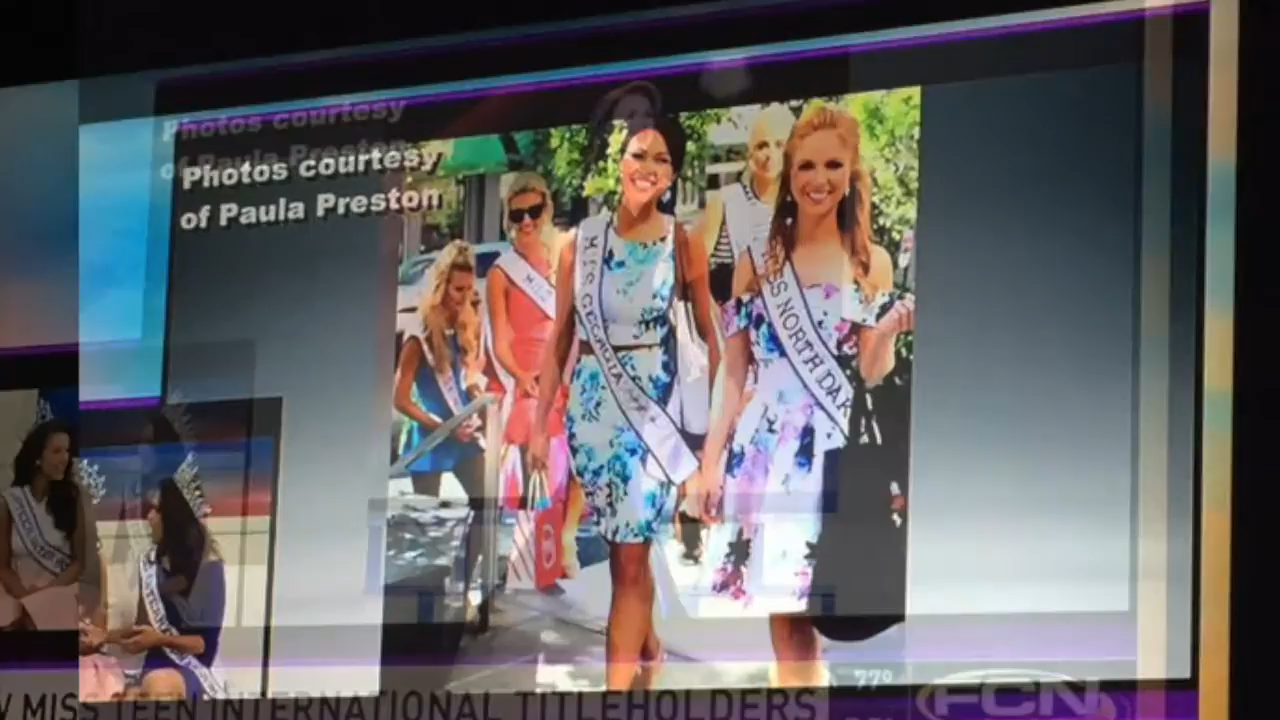 Photos courtesy
Photos courtesy
of Paula Preston
of Paula Preston
MISS GEORGIA
MISS NORTH DAK
77°
MISS TEEN INTERNATIONAL TITLEHOLDERS
FCN